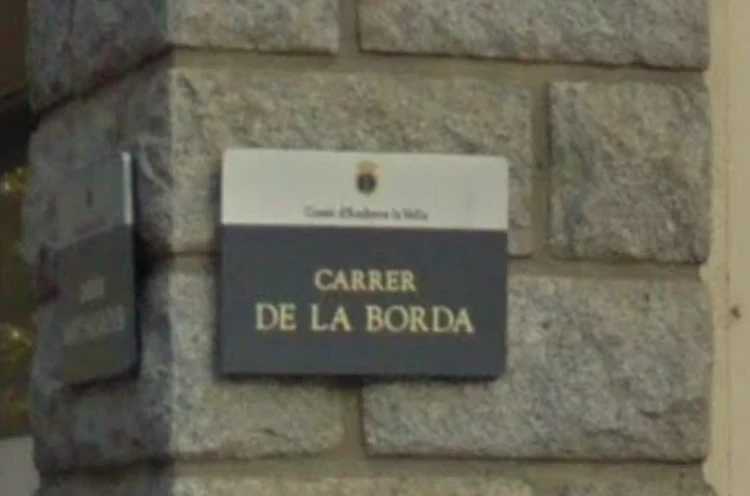 Comú d'Andorra la Vella
CARRER
DE LA BORDA